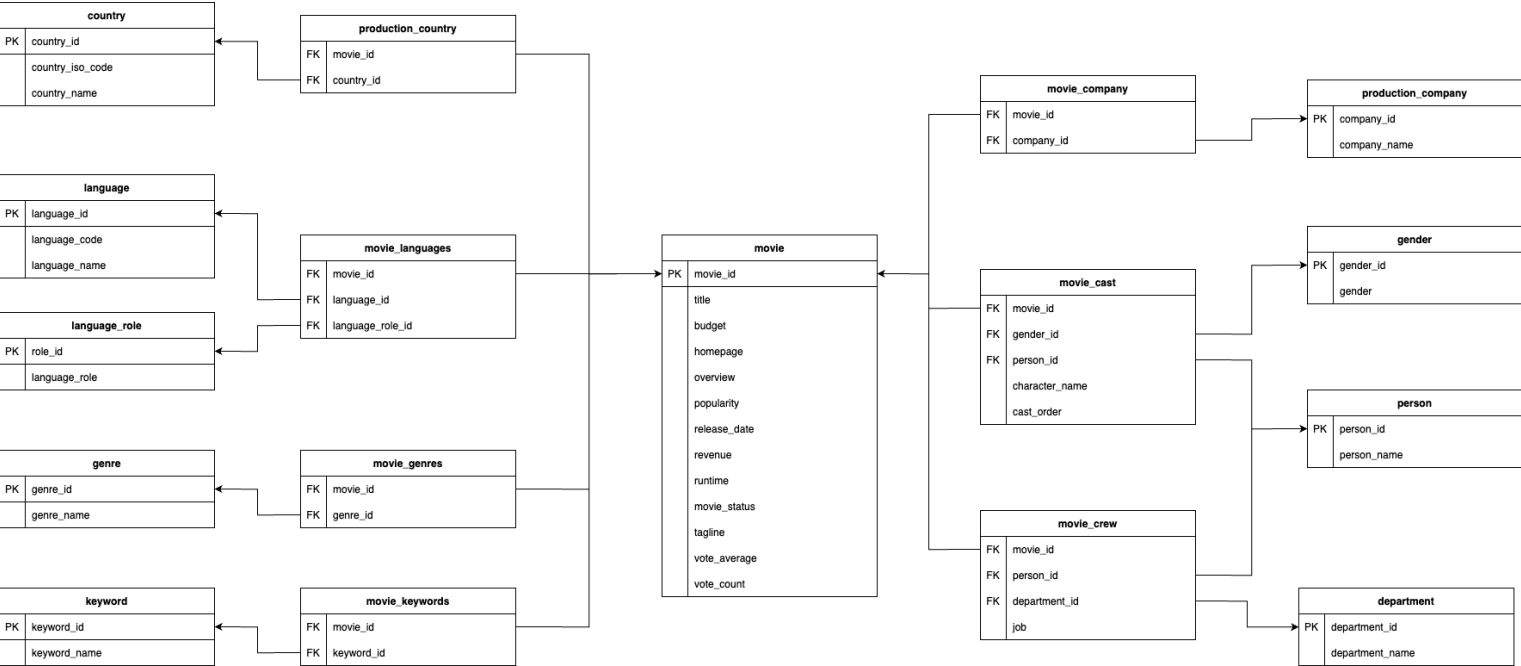 country
PK country_id
country_iso_code
country_name
production_country
FK movie_id
FK country_id
language
PK language_id
language_code
language_name
language_role
PK role_id
language_role
movie_languages
FK movie_id
FK language_id
FK language_role_id
genre
PK genre_id
genre_name
movie_genres
FK movie_id
FK genre_id
keyword
PK keyword_id
keyword_name
movie_keywords
FK movie_id
FK keyword_id
movie
PK movie_id
title
budget
homepage
overview
popularity
release_date
revenue
runtime
movie_status
tagline
vote_average
vote_count
movie_company
FK movie_id
FK company_id
production_company
PK company_id
company_name
movie_cast
FK movie_id
FK gender_id
FK person_id
character_name
cast_order
gender
PK gender_id
gender
person
PK person_id
person_name
movie_crew
FK movie_id
FK person_id
FK department_id
job
department
PK department_id
department_name